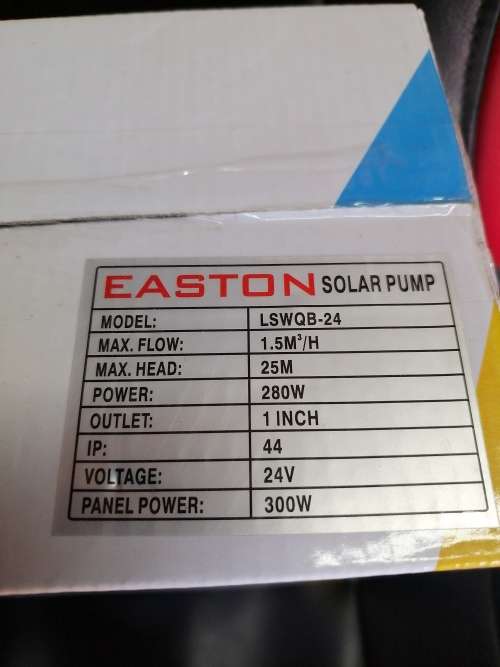 EASTON SOLAR PUMP
MODEL: LSWQB-24
MAX. FLOW: 1.5M³/H
MAX. HEAD: 25M
POWER: 280W
OUTLET: 1 INCH
IP: 44
VOLTAGE: 24V
PANEL POWER: 300W